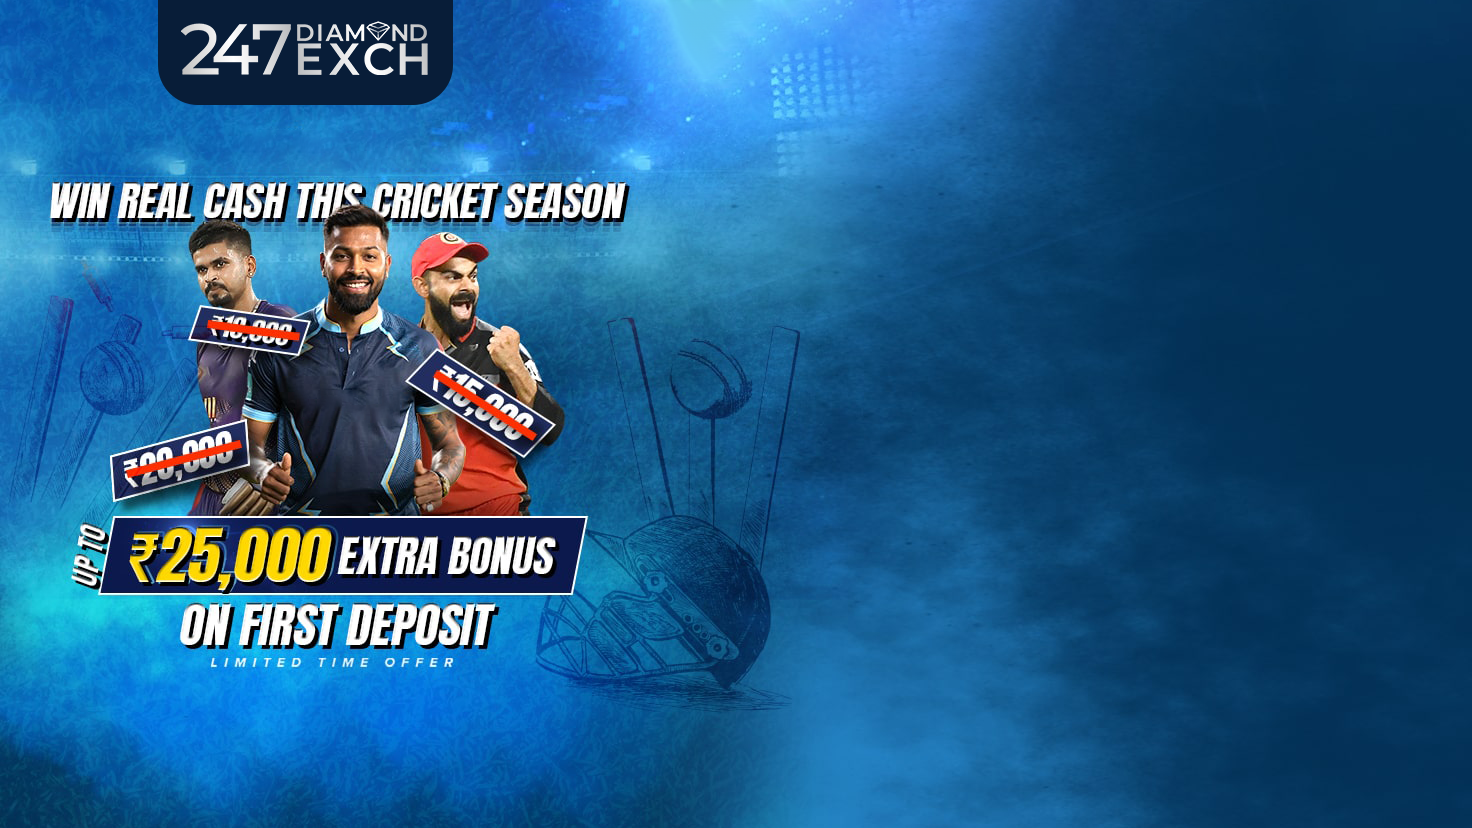 247 DIAMOND
EXCH
WIN REAL CASH THIS CRICKET SEASON
₹10,000
₹15,000
₹20,000
UP TO
₹25,000 EXTRA BONUS
ON FIRST DEPOSIT
LIMITED TIME OFFER